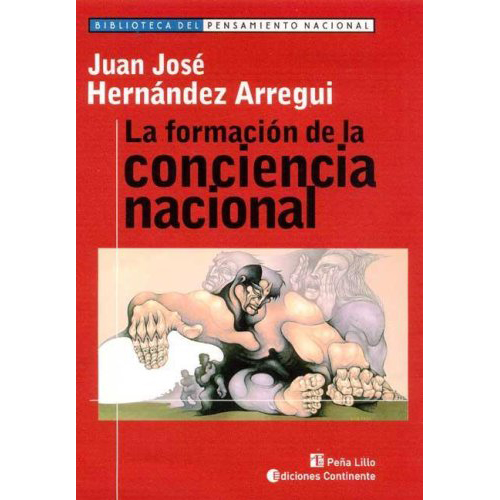 BIBLIOTECA DEL PENSAMIENTO NACIONAL
Juan José
Hernández Arregui
La formación de la
conciencia
nacional
Peña Lillo
Ediciones Continente